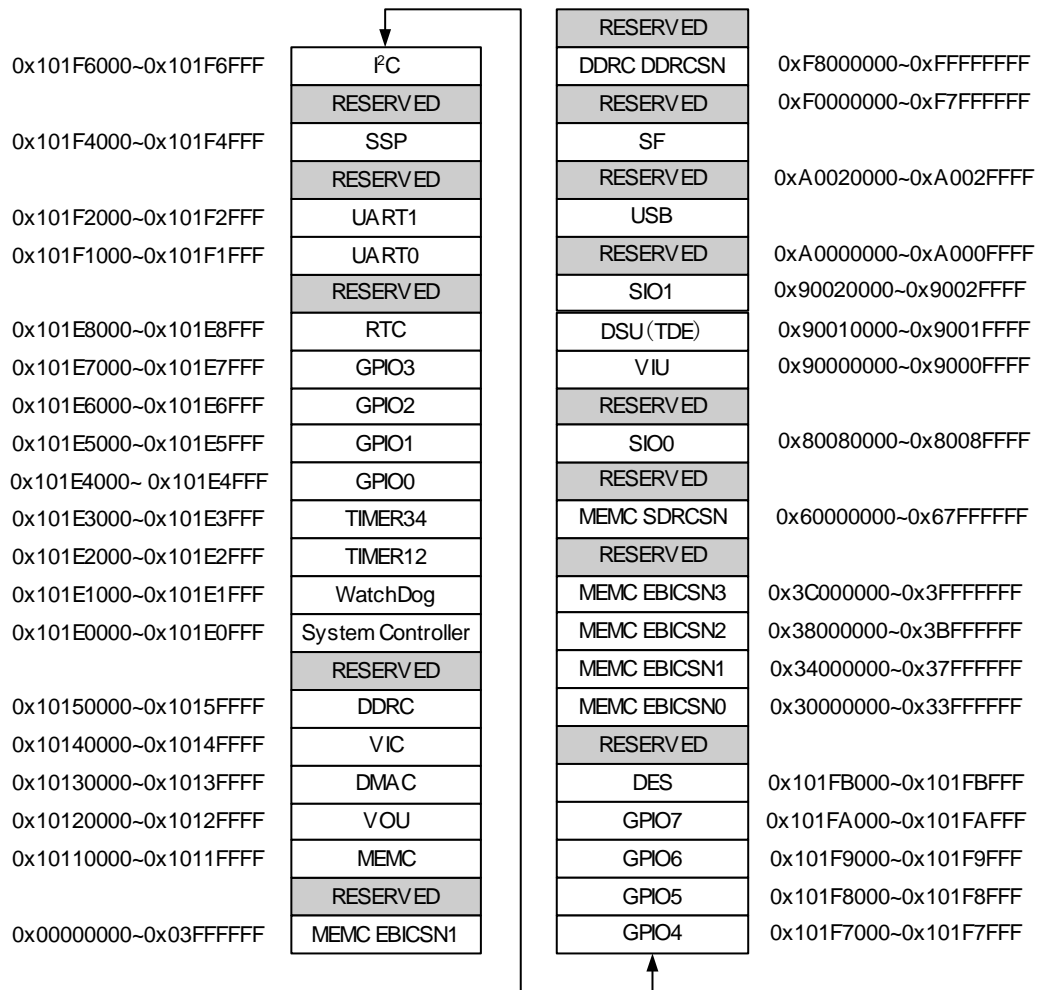 0x101F6000~0x101F6FFF I²C
RESERVED
0x101F4000~0x101F4FFF SSP
RESERVED
0x101F2000~0x101F2FFF UART1
0x101F1000~0x101F1FFF UART0
RESERVED
0x101E8000~0x101E8FFF RTC
0x101E7000~0x101E7FFF GPIO3
0x101E6000~0x101E6FFF GPIO2
0x101E5000~0x101E5FFF GPIO1
0x101E4000~ 0x101E4FFF GPIO0
0x101E3000~0x101E3FFF TIMER34
0x101E2000~0x101E2FFF TIMER12
0x101E1000~0x101E1FFF WatchDog
0x101E0000~0x101E0FFF System Controller
RESERVED
0x10150000~0x1015FFFF DDRC
0x10140000~0x1014FFFF VIC
0x10130000~0x1013FFFF DMAC
0x10120000~0x1012FFFF VOU
0x10110000~0x1011FFFF MEMC
RESERVED
0x00000000~0x03FFFFFF MEMC EBICSN1
RESERVED
DDRC DDRCSN 0xF8000000~0xFFFFFFFF
RESERVED 0xF0000000~0xF7FFFFFF
SF
RESERVED 0xA0020000~0xA002FFFF
USB
RESERVED 0xA0000000~0xA000FFFF
SIO1 0x90020000~0x9002FFFF
DSU（TDE） 0x90010000~0x9001FFFF
VIU 0x90000000~0x9000FFFF
RESERVED
SIO0 0x80080000~0x8008FFFF
RESERVED
MEMC SDRCSN 0x60000000~0x67FFFFFF
RESERVED
MEMC EBICSN3 0x3C000000~0x3FFFFFFF
MEMC EBICSN2 0x38000000~0x3BFFFFFF
MEMC EBICSN1 0x34000000~0x37FFFFFF
MEMC EBICSN0 0x30000000~0x33FFFFFF
RESERVED
DES 0x101FB000~0x101FBFFF
GPIO7 0x101FA000~0x101FAFFF
GPIO6 0x101F9000~0x101F9FFF
GPIO5 0x101F8000~0x101F8FFF
GPIO4 0x101F7000~0x101F7FFF